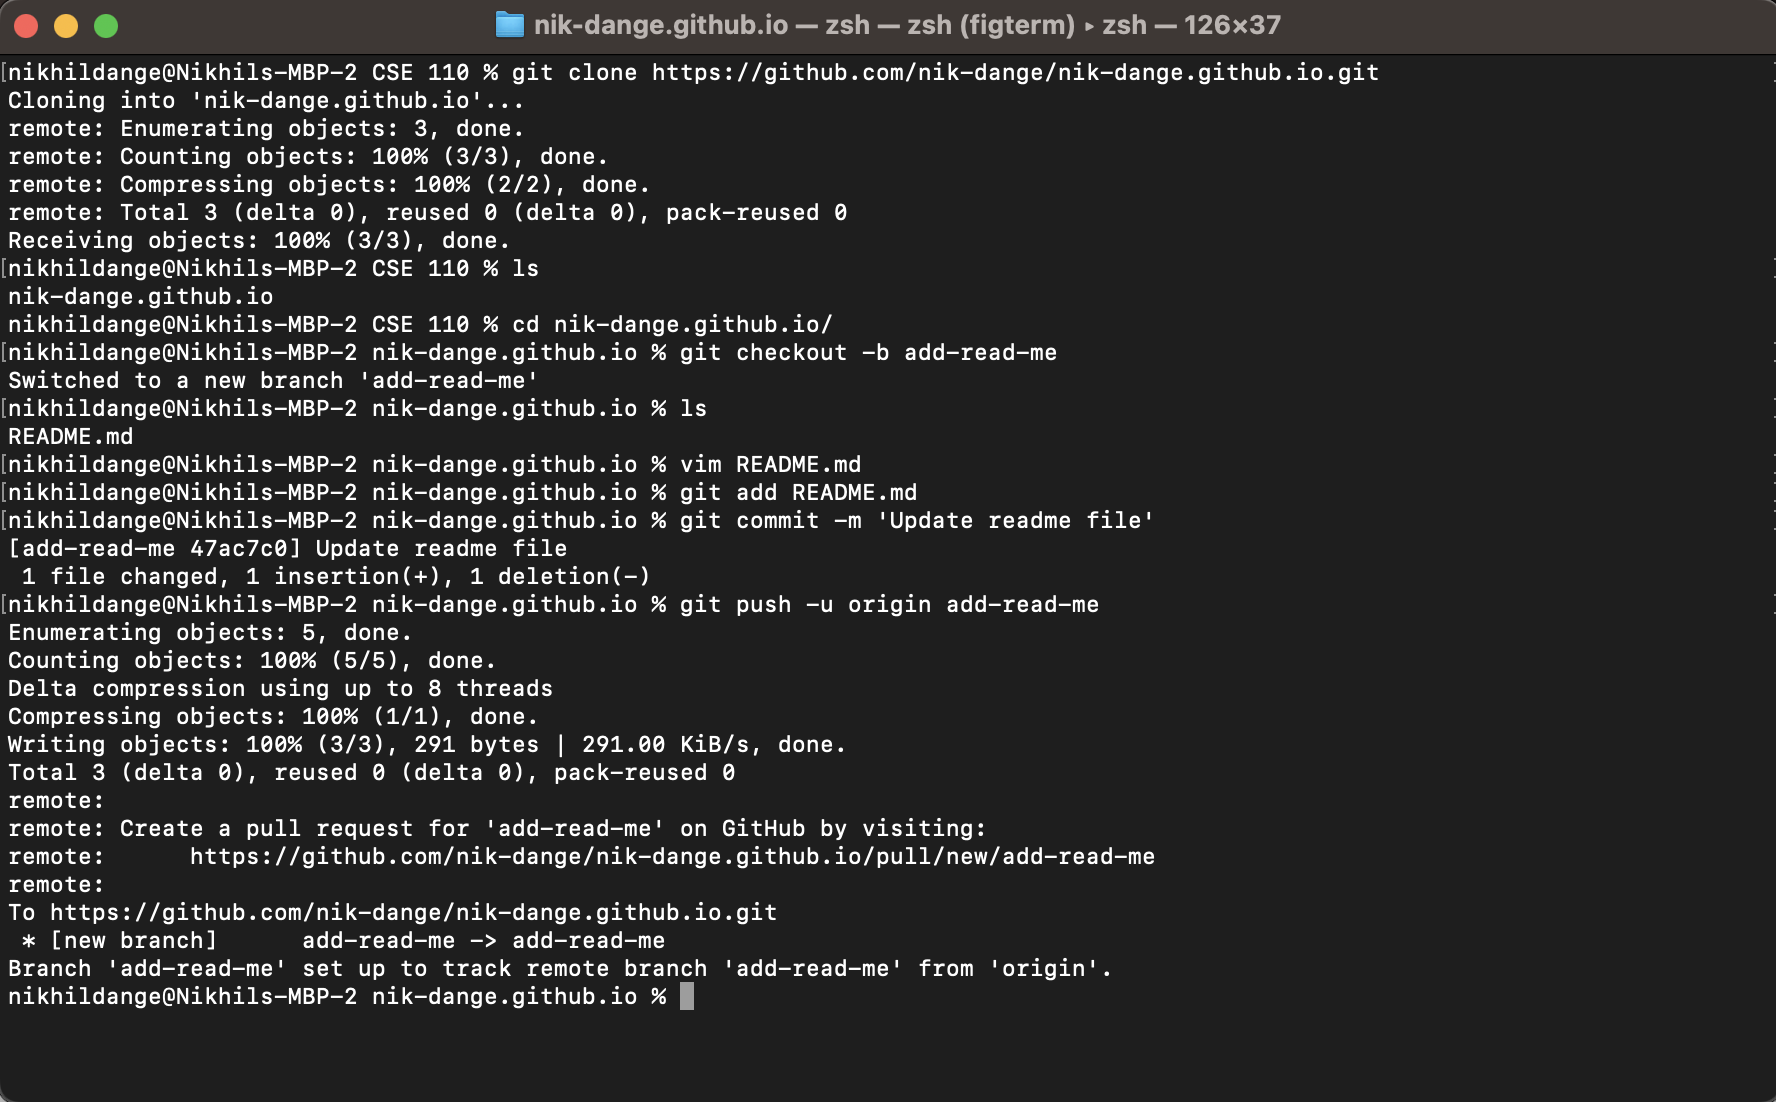 nik-dange.github.io — zsh — zsh (figterm) ▸ zsh — 126×37
[nikhildange@Nikhils-MBP-2 CSE 110 % git clone https://github.com/nik-dange/nik-dange.github.io.git
Cloning into 'nik-dange.github.io'...
remote: Enumerating objects: 3, done.
remote: Counting objects: 100% (3/3), done.
remote: Compressing objects: 100% (2/2), done.
remote: Total 3 (delta 0), reused 0 (delta 0), pack-reused 0
Receiving objects: 100% (3/3), done.
[nikhildange@Nikhils-MBP-2 CSE 110 % ls
nik-dange.github.io
nikhildange@Nikhils-MBP-2 CSE 110 % cd nik-dange.github.io/
[nikhildange@Nikhils-MBP-2 nik-dange.github.io % git checkout -b add-read-me
Switched to a new branch 'add-read-me'
[nikhildange@Nikhils-MBP-2 nik-dange.github.io % ls
README.md
[nikhildange@Nikhils-MBP-2 nik-dange.github.io % vim README.md
[nikhildange@Nikhils-MBP-2 nik-dange.github.io % git add README.md
[nikhildange@Nikhils-MBP-2 nik-dange.github.io % git commit -m 'Update readme file'
[add-read-me 47ac7c0] Update readme file
 1 file changed, 1 insertion(+), 1 deletion(-)
[nikhildange@Nikhils-MBP-2 nik-dange.github.io % git push -u origin add-read-me
Enumerating objects: 5, done.
Counting objects: 100% (5/5), done.
Delta compression using up to 8 threads
Compressing objects: 100% (1/1), done.
Writing objects: 100% (3/3), 291 bytes | 291.00 KiB/s, done.
Total 3 (delta 0), reused 0 (delta 0), pack-reused 0
remote:
remote: Create a pull request for 'add-read-me' on GitHub by visiting:
remote:      https://github.com/nik-dange/nik-dange.github.io/pull/new/add-read-me
remote:
To https://github.com/nik-dange/nik-dange.github.io.git
 * [new branch]      add-read-me -> add-read-me
Branch 'add-read-me' set up to track remote branch 'add-read-me' from 'origin'.
nikhildange@Nikhils-MBP-2 nik-dange.github.io %